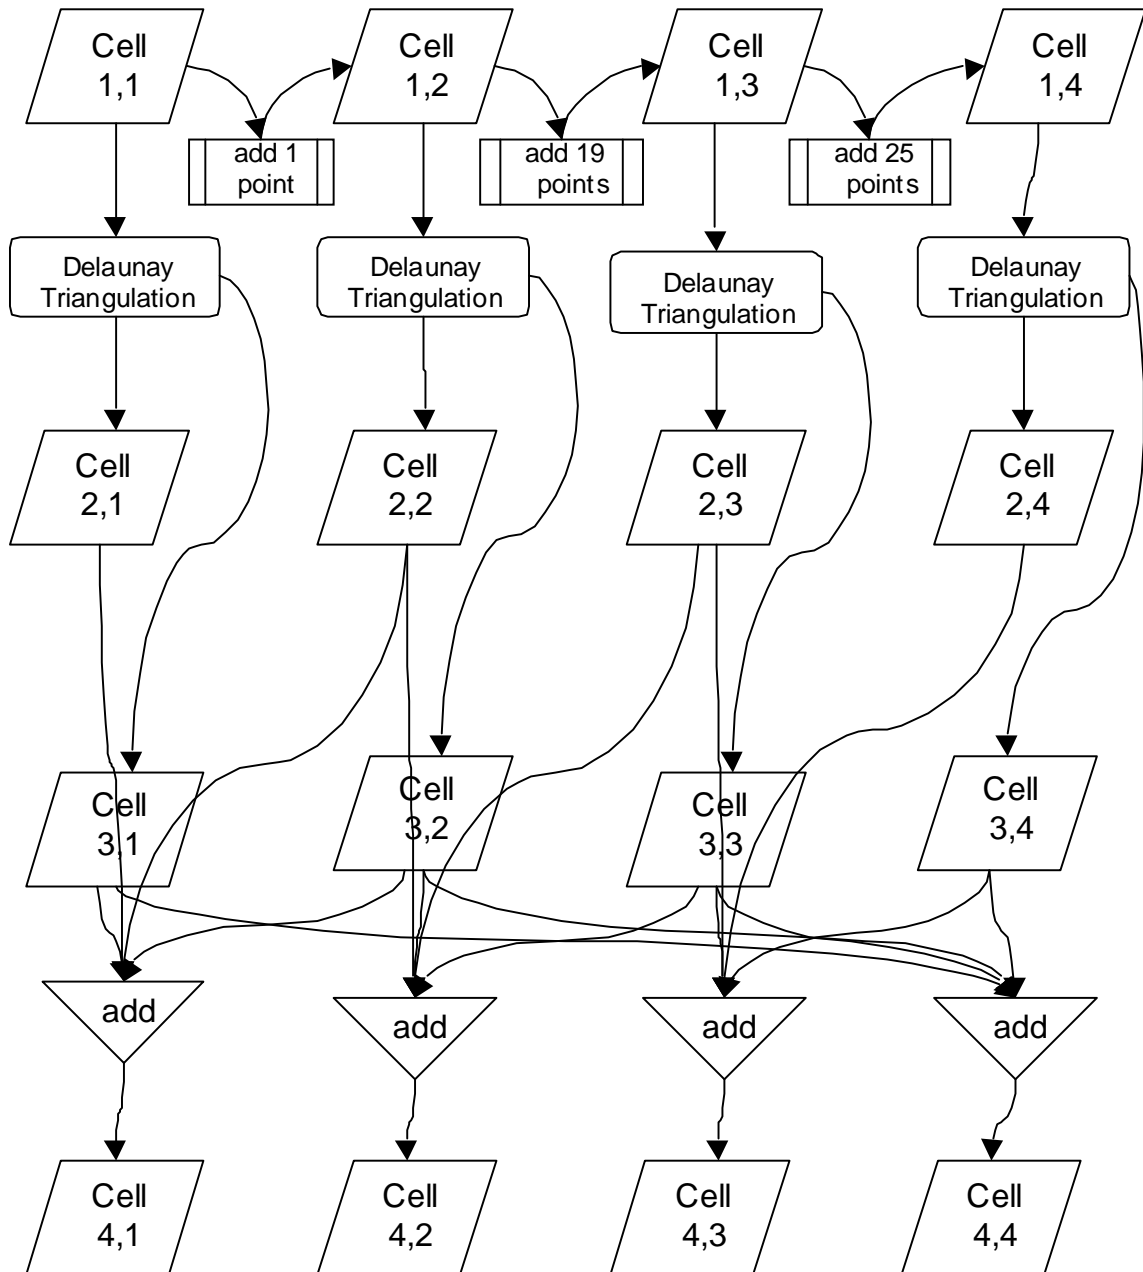 Cell
1,1
Cell
1,2
Cell
1,3
Cell
1,4
add 1
point
add 19
points
add 25
points
Delaunay
Triangulation
Delaunay
Triangulation
Delaunay
Triangulation
Delaunay
Triangulation
Cell
2,1
Cell
2,2
Cell
2,3
Cell
2,4
Cell
3,1
Cell
3,2
Cell
3,3
Cell
3,4
add
add
add
add
Cell
4,1
Cell
4,2
Cell
4,3
Cell
4,4